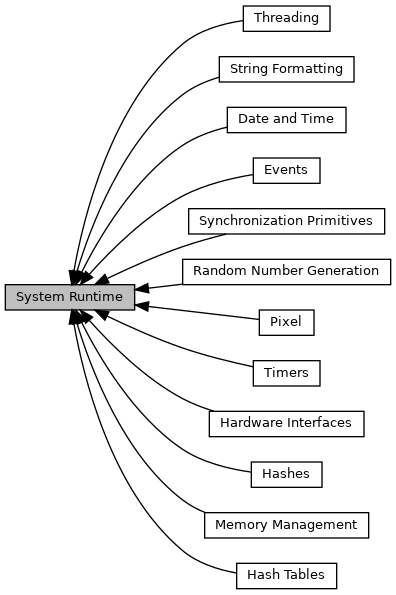 Threading
String Formatting
Date and Time
Events
Synchronization Primitives
Random Number Generation
System Runtime
Pixel
Timers
Hardware Interfaces
Hashes
Memory Management
Hash Tables